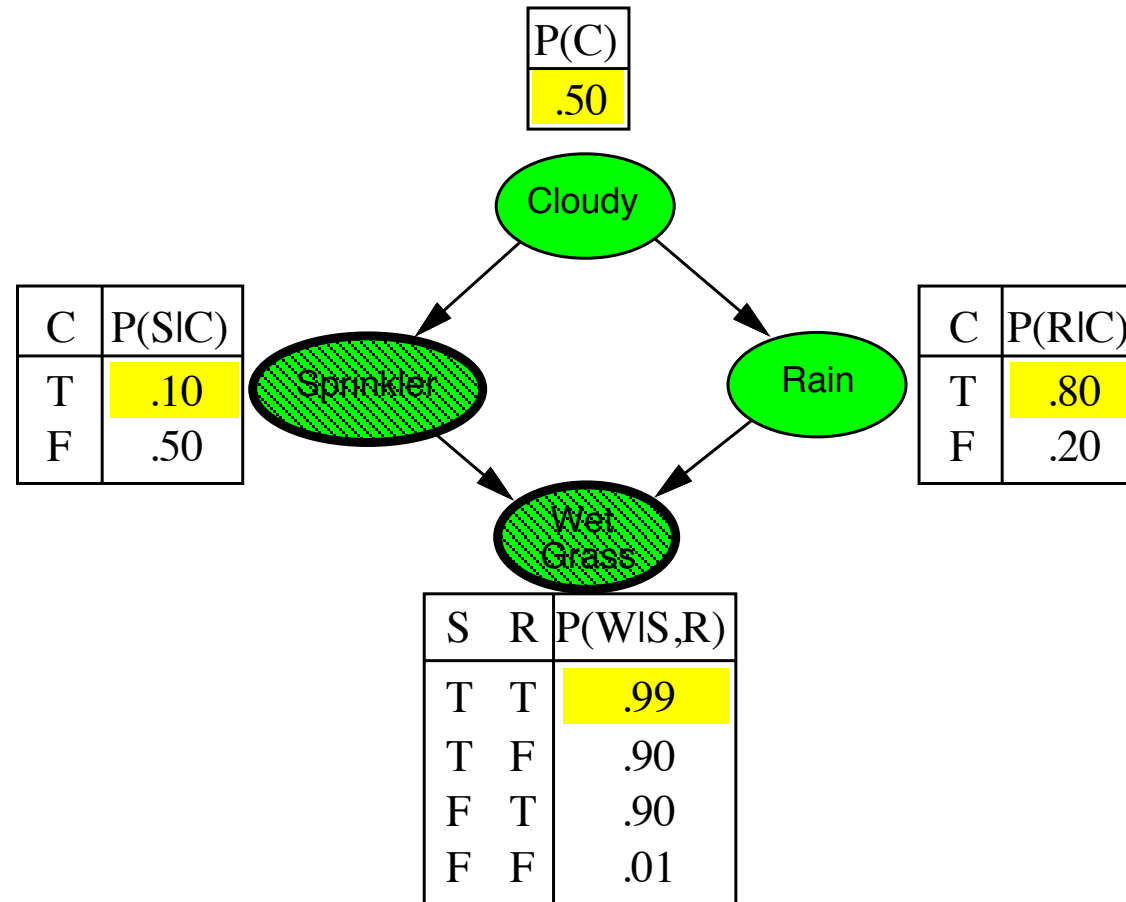 P(C)
.50
Cloudy
C P(S|C)
T .10
F .50
Sprinkler
Rain
C P(R|C)
T .80
F .20
Wet
Grass
S R P(W|S,R)
T T .99
T F .90
F T .90
F F .01